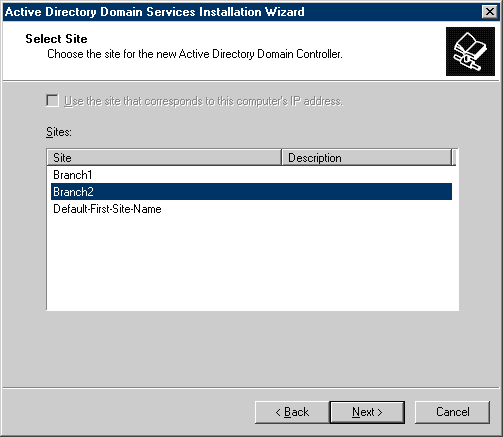 Active Directory Domain Services Installation Wizard
Select Site
Choose the site for the new Active Directory Domain Controller.
Use the site that corresponds to this computer's IP address.
Sites:
Site Description
Branch1
Branch2
Default-First-Site-Name
< Back Next > Cancel